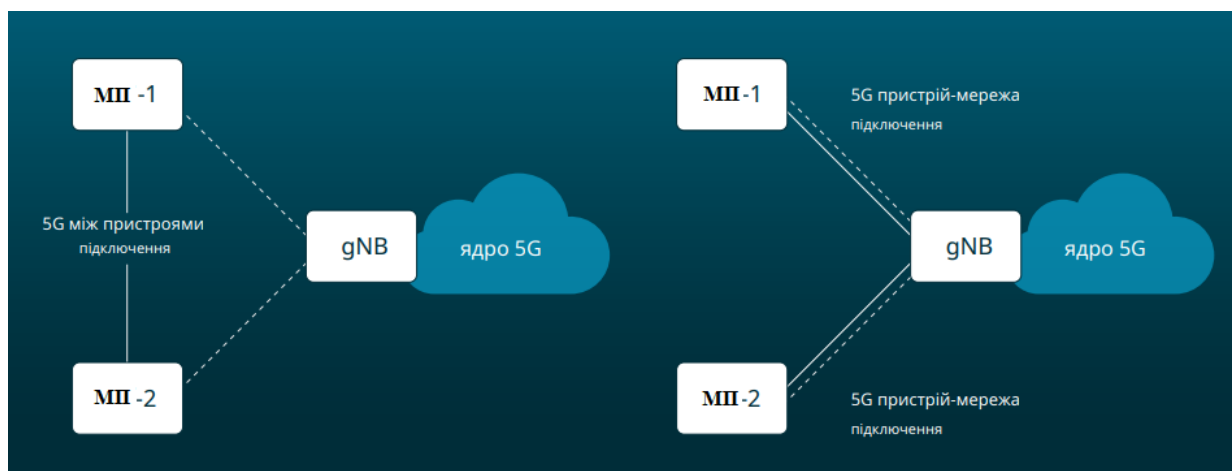 МП -1
5G між пристроями
підключення
gNB
ядро 5G
МП -2
МП -1
5G пристрій-мережа
підключення
gNB
ядро 5G
МП -2
5G пристрій-мережа
підключення